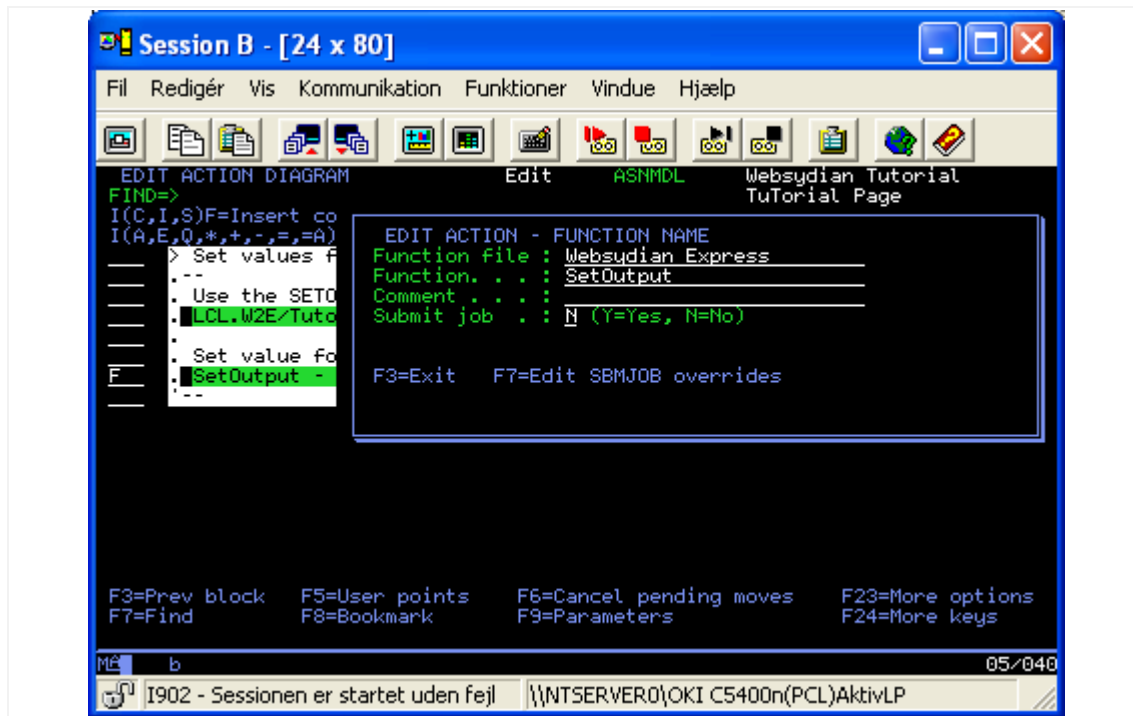 Session B - [24 x 80]
Fil Redigér Vis Kommunikation Funktioner Vindue Hjælp
EDIT ACTION DIAGRAM Edit ASNMDL Websydian Tutorial
FIND=> TuTorial Page
I(C,I,S)F=Insert co
I(A,E,Q,*,+,-,=,=A) EDIT ACTION - FUNCTION NAME
> Set values f Function file : Websydian Express
.-- Function. . . : SetOutput
. Use the SETO Comment . . . :
. LCL.W2E/Tuto Submit job . : N (Y=Yes, N=No)
.
. Set value fo
F . SetOutput - F3=Exit F7=Edit SBMJOB overrides
'--
F3=Prev block F5=User points F6=Cancel pending moves F23=More options
F7=Find F8=Bookmark F9=Parameters F24=More keys
MA b 05/040
I902 - Sessionen er startet uden fejl \\NTSERVER0\OKI C5400n(PCL)AktivLP